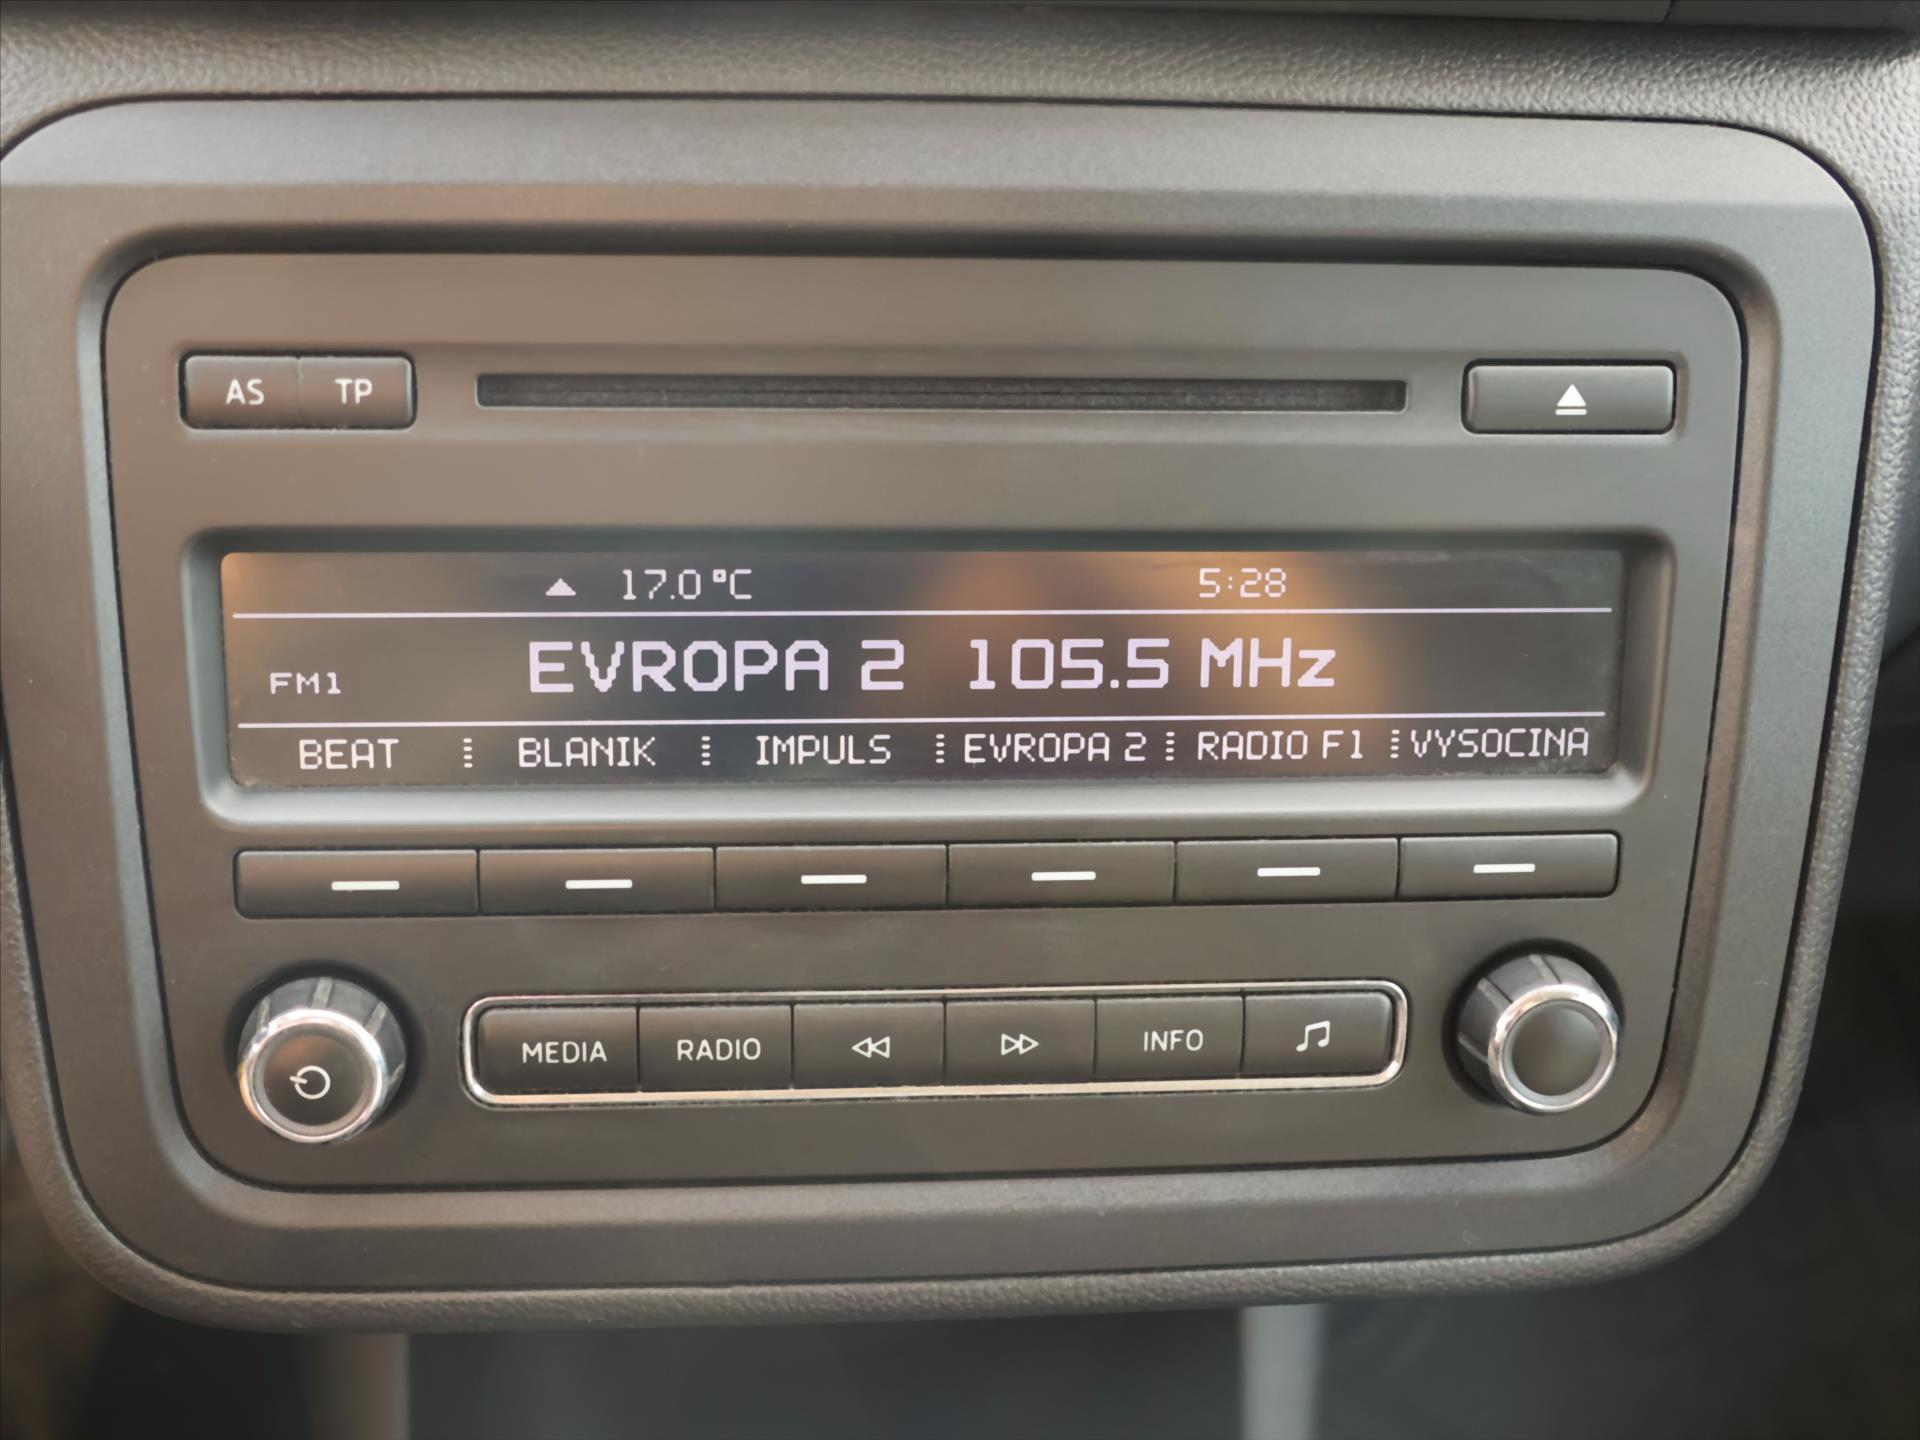 AS TP
17.0°C 5:28
FM1 EVROPA 2 105.5 MHz
BEAT BLANIK IMPULS EVROPA 2 RADIO F1 VYSOCINA
MEDIA RADIO INFO